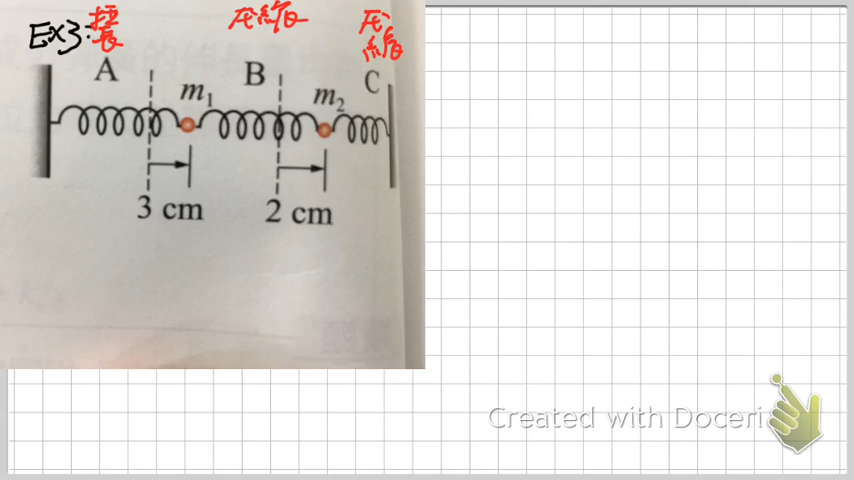 EX3:
拉長
壓縮
壓縮
A
B
C
m₁
m₂
3 cm
2 cm
Created with Doceri